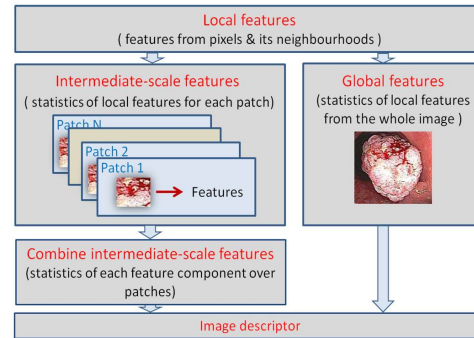 Local features
( features from pixels & its neighbourhoods )
Intermediate-scale features
( statistics of local features for each patch)
Patch N
Patch 2
Patch 1
Features
Combine intermediate-scale features
(statistics of each feature component over
patches)
Global features
(statistics of local features
from the whole image )
Image descriptor